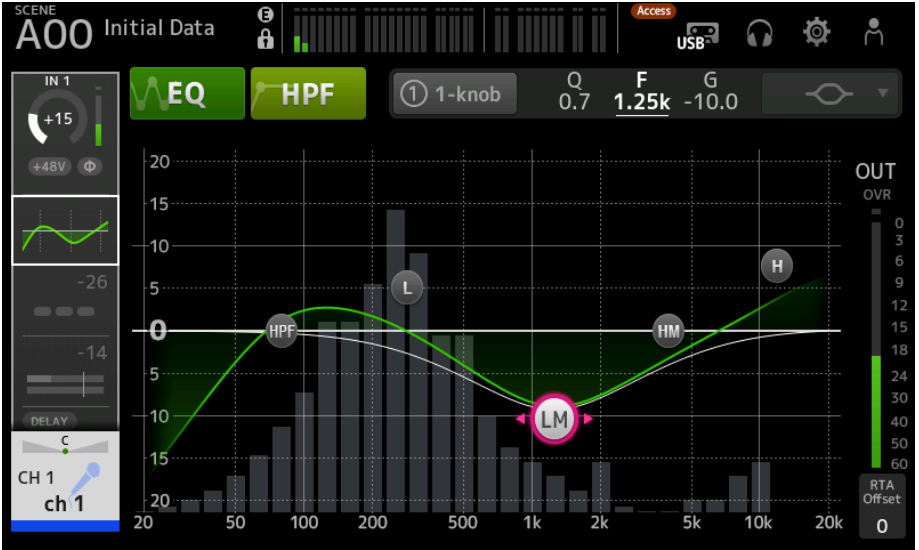 SCENE
A00 Initial Data
E
Access
USB
IN 1
+15
+48V Φ
-26
-14
DELAY
C
CH 1
ch 1
EQ
HPF
1 1-knob
Q F G
0.7 1.25k -10.0
20
15
10
5
0
5
10
15
20
HPF
L
LM
HM
H
20 50 100 200 500 1k 2k 5k 10k 20k
OUT
OVR
0
3
6
9
12
15
18
24
30
40
50
60
RTA
Offset
0